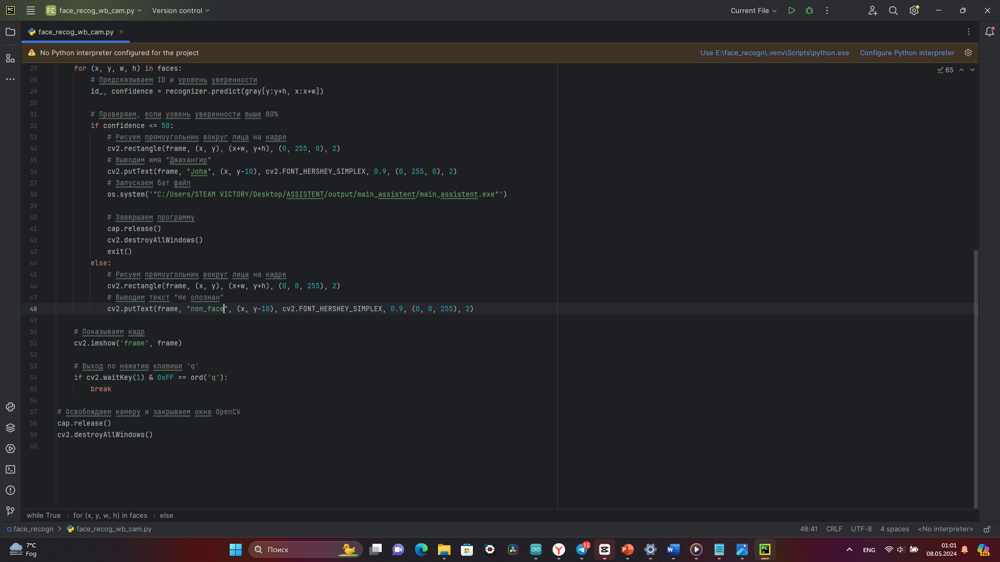 PC FC face_recog_wb_cam.py Version control Current File
face_recog_wb_cam.py
No Python interpreter configured for the project Use E:\face_recogn\.venv\Scripts\python.exe Configure Python interpreter
65
27 for (x, y, w, h) in faces:
28 # Предсказываем ID и уровень уверенности
29 id_, confidence = recognizer.predict(gray[y:y+h, x:x+w])
30
31 # Проверяем, если уовень уверенности выше 80%
32 if confidence <= 50:
33 # Рисуем прямоугольник вокруг лица на кадре
34 cv2.rectangle(frame, (x, y), (x+w, y+h), (0, 255, 0), 2)
35 # Выводим имя "Джахангир"
36 cv2.putText(frame, "Joha", (x, y-10), cv2.FONT_HERSHEY_SIMPLEX, 0.9, (0, 255, 0), 2)
37 # Запускаем бат файл
38 os.system('"C:/Users/STEAM VICTORY/Desktop/ASSISTENT/output/main_assistent/main_assistent.exe"')
39
40 # Завершаем программу
41 cap.release()
42 cv2.destroyAllWindows()
43 exit()
44 else:
45 # Рисуем прямоугольник вокруг лица на кадре
46 cv2.rectangle(frame, (x, y), (x+w, y+h), (0, 0, 255), 2)
47 # Выводим текст "Не опознан"
48 cv2.putText(frame, "non_face", (x, y-10), cv2.FONT_HERSHEY_SIMPLEX, 0.9, (0, 0, 255), 2)
49
50 # Показываем кадр
51 cv2.imshow('frame', frame)
52
53 # Выход по нажатию клавиши 'q'
54 if cv2.waitKey(1) & 0xFF == ord('q'):
55 break
56
57 # Освобождаем камеру и закрываем окна OpenCV
58 cap.release()
59 cv2.destroyAllWindows()
60
while True › for (x, y, w, h) in faces › else
face_recogn > face_recog_wb_cam.py 48:41 CRLF UTF-8 4 spaces <No interpreter>
7°C
Fog
Поиск
16
ENG
01:01
08.05.2024
PRE